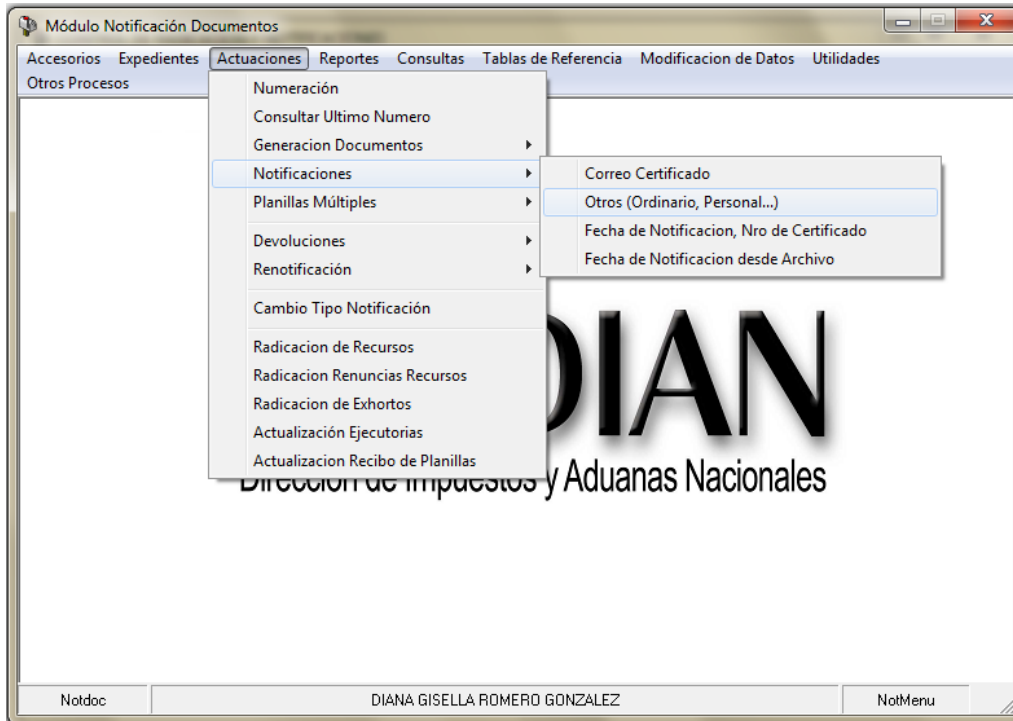 Módulo Notificación Documentos
Accesorios Expedientes Actuaciones Reportes Consultas Tablas de Referencia Modificacion de Datos Utilidades
Otros Procesos
Numeración
Consultar Ultimo Numero
Generacion Documentos
Notificaciones
Planillas Múltiples
Devoluciones
Renotificación
Cambio Tipo Notificación
Radicacion de Recursos
Radicacion Renuncias Recursos
Radicacion de Exhortos
Actualización Ejecutorias
Actualizacion Recibo de Planillas
Correo Certificado
Otros (Ordinario, Personal...)
Fecha de Notificacion, Nro de Certificado
Fecha de Notificacion desde Archivo
DIAN
Dirección de Impuestos y Aduanas Nacionales
Notdoc DIANA GISELLA ROMERO GONZALEZ NotMenu